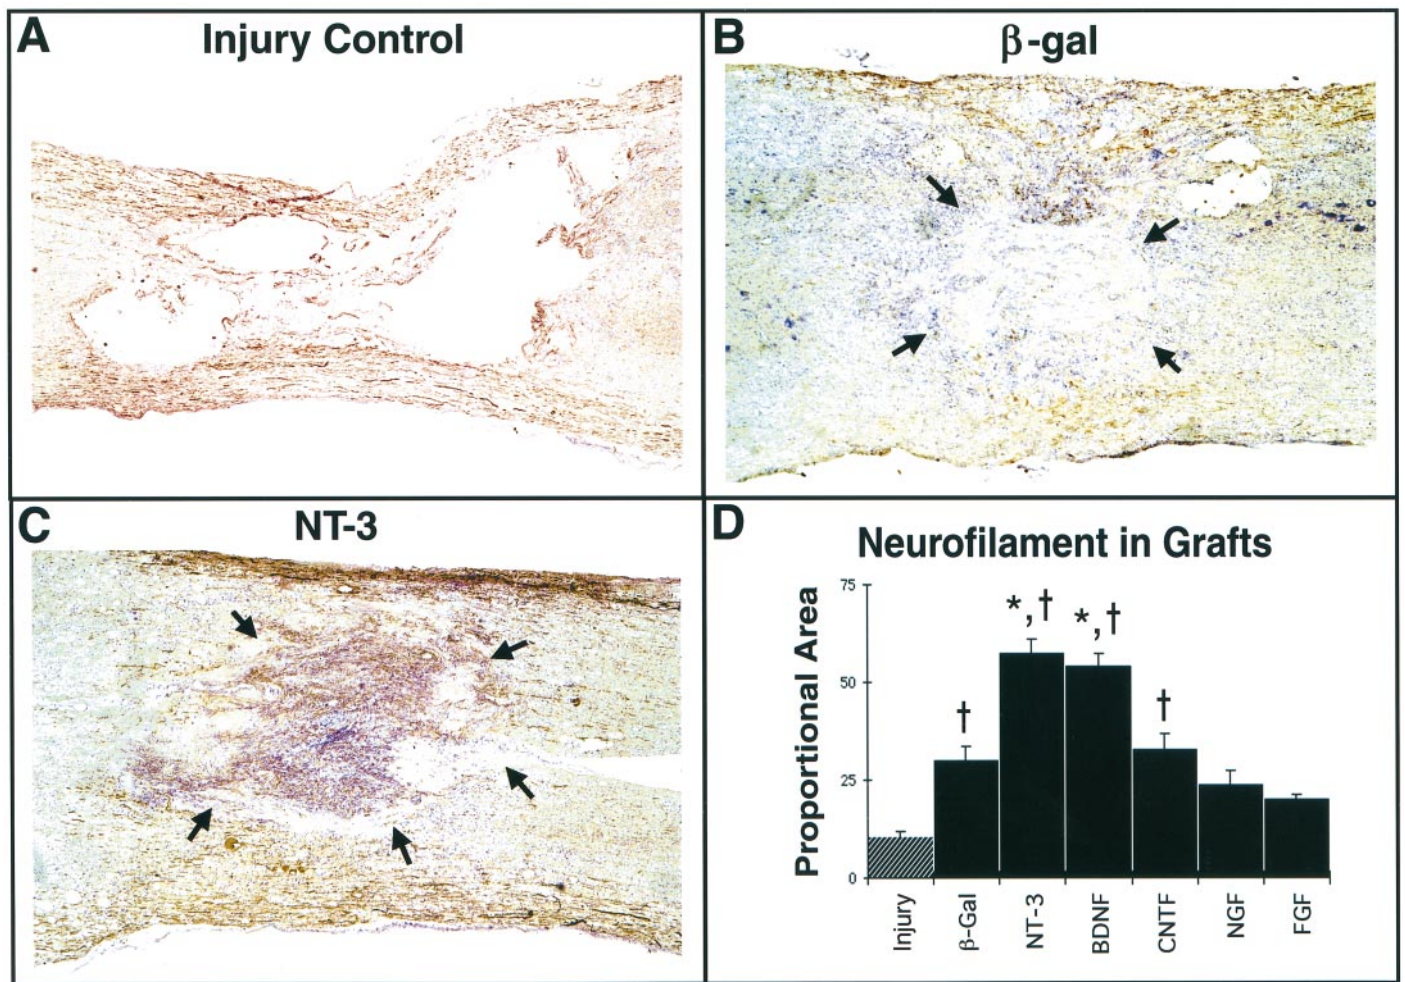 A
Injury Control
B
β-gal
C
NT-3
D
Neurofilament in Grafts
Proportional Area
75
50
25
0
†
*,†
*,†
†
Injury
β-Gal
NT-3
BDNF
CNTF
NGF
FGF